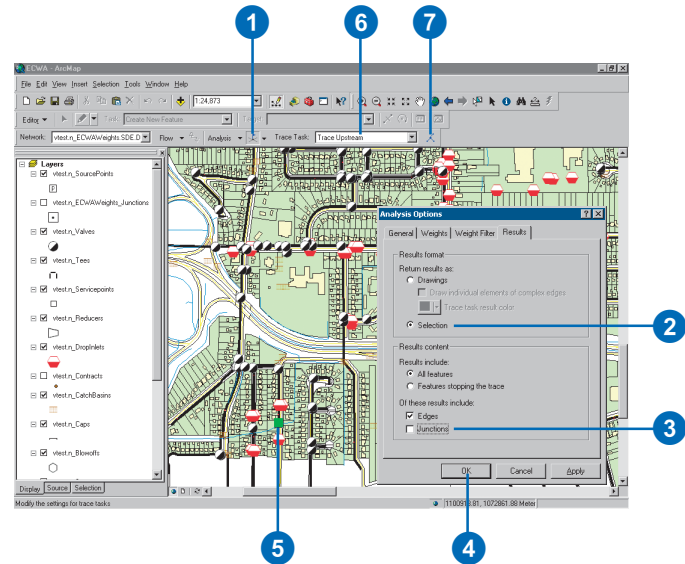 1
6
7
ECWA - ArcMap
File Edit View Insert Selection Tools Window Help
1:24,873
Editor Task: Create New Feature Target:
Network: vtest.n_ECWAWeights.SDE.D Flow Analysis Trace Task: Trace Upstream
Layers
vtest.n_SourcePoints
P
vtest.n_ECWAWeights_Junctions
vtest.n_Valves
vtest.n_Tees
vtest.n_Servicepoints
vtest.n_Reducers
vtest.n_DropInlets
vtest.n_Contracts
vtest.n_CatchBasins
vtest.n_Caps
vtest.n_Blowoffs
Display Source Selection
Analysis Options
General Weights Weight Filter Results
Results format
Return results as:
Drawings
Draw individual elements of complex edges
Trace task result color
Selection
2
Results content
Results include:
All features
Features stopping the trace
Of these results include:
Edges
Junctions
3
OK Cancel Apply
Modify the settings for trace tasks
5
4